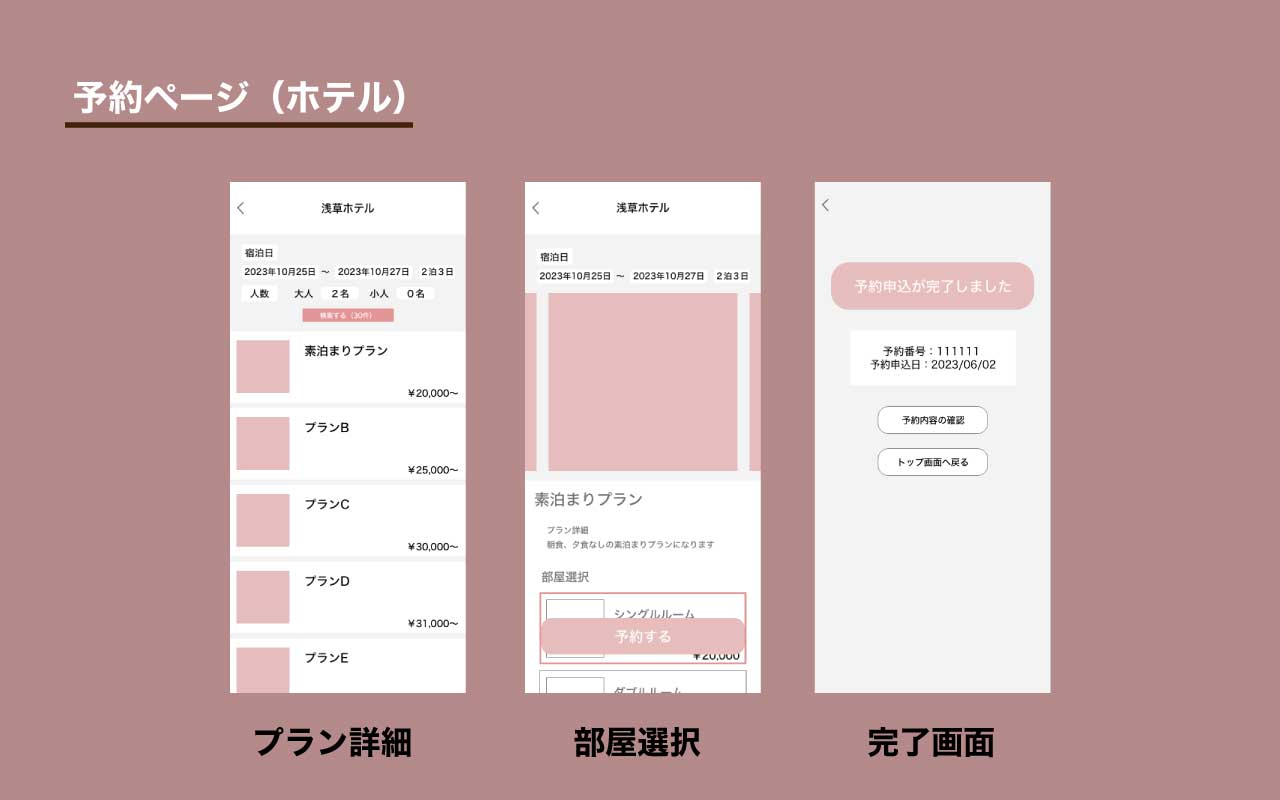 予約ページ（ホテル）
浅草ホテル
宿泊日
2023年10月25日 〜 2023年10月27日 2泊3日
人数 大人 2名 小人 0名
検索する（30件）
素泊まりプラン
¥20,000〜
プランB
¥25,000〜
プランC
¥30,000〜
プランD
¥31,000〜
プランE
プラン詳細
浅草ホテル
宿泊日
2023年10月25日 〜 2023年10月27日 2泊3日
素泊まりプラン
プラン詳細
朝食、夕食なしの素泊まりプランになります
部屋選択
シングルルーム
予約する
¥20,000
ダブルルーム
部屋選択
予約申込が完了しました
予約番号：111111
予約申込日：2023/06/02
予約内容の確認
トップ画面へ戻る
完了画面